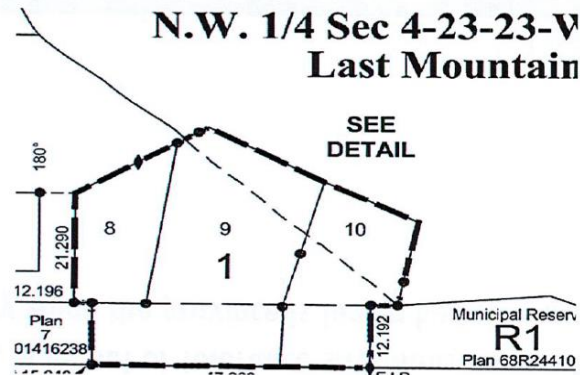 N.W. 1/4 Sec 4-23-23-W
Last Mountain
SEE
DETAIL
180°
8
9
10
1
21.290
12.196
12.192
Plan
7
01416238
Municipal Reserv
R1
Plan 68R24410